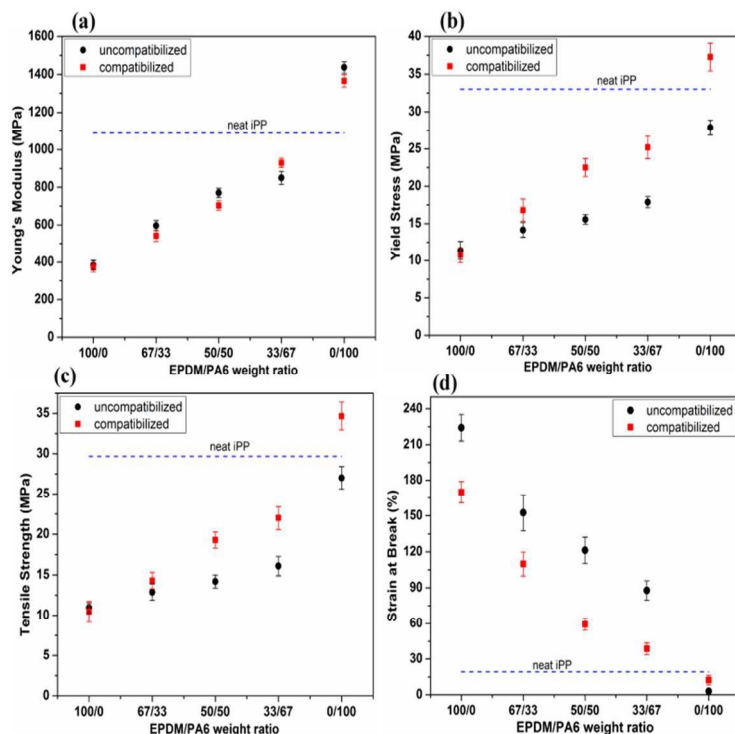 (a)
uncompatibilized
compatibilized
neat iPP
Young's Modulus (MPa)
1600
1400
1200
1000
800
600
400
200
0
100/0 67/33 50/50 33/67 0/100
EPDM/PA6 weight ratio
(b)
uncompatibilized
compatibilized
neat iPP
Yield Stress (MPa)
40
35
30
25
20
15
10
5
0
100/0 67/33 50/50 33/67 0/100
EPDM/PA6 weight ratio
(c)
uncompatibilized
compatibilized
neat iPP
Tensile Strength (MPa)
35
30
25
20
15
10
5
0
100/0 67/33 50/50 33/67 0/100
EPDM/PA6 weight ratio
(d)
uncompatibilized
compatibilized
neat iPP
Strain at Break (%)
240
210
180
150
120
90
60
30
0
100/0 67/33 50/50 33/67 0/100
EPDM/PA6 weight ratio